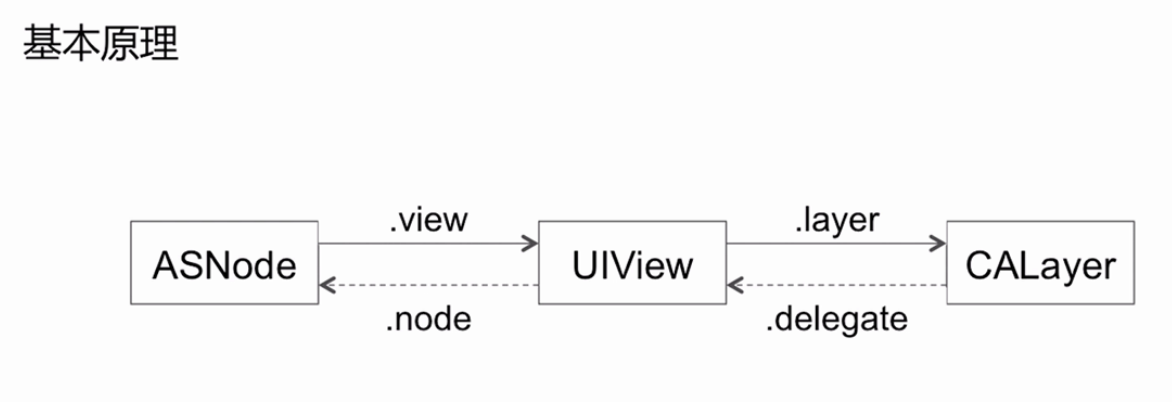 基本原理
.view
.layer
ASNode
UIView
CALayer
.node
.delegate